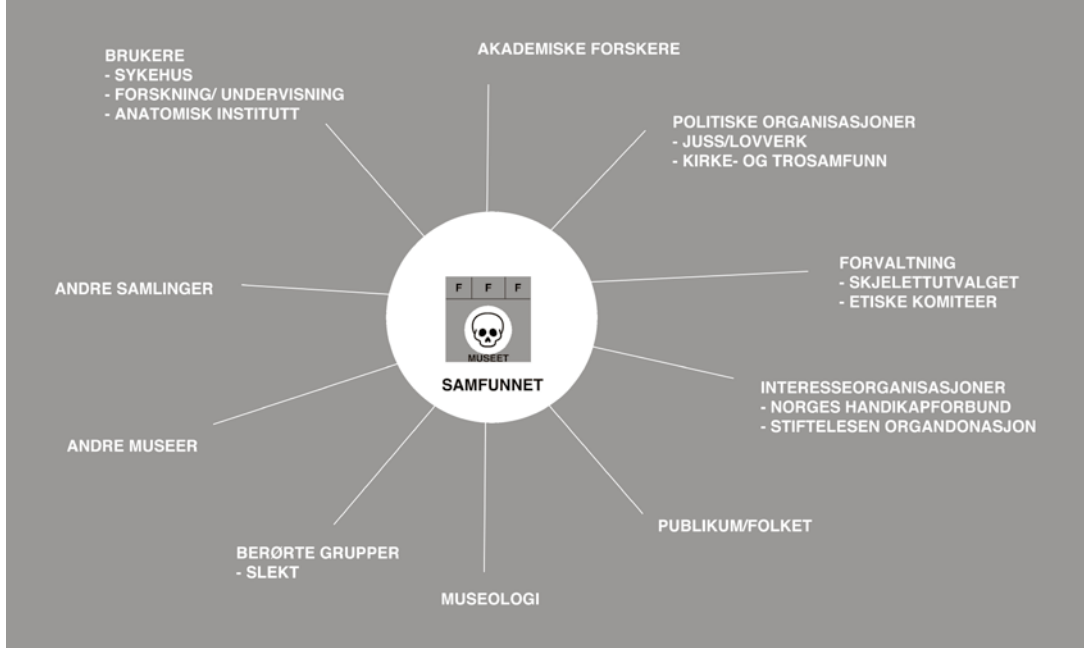 BRUKERE
- SYKEHUS
- FORSKNING/ UNDERVISNING
- ANATOMISK INSTITUTT
AKADEMISKE FORSKERE
POLITISKE ORGANISASJONER
- JUSS/LOVVERK
- KIRKE- OG TROSAMFUNN
FORVALTNING
- SKJELETTUTVALGET
- ETISKE KOMITEER
INTERESSEORGANISASJONER
- NORGES HANDIKAPFORBUND
- STIFTELESEN ORGANDONASJON
PUBLIKUM/FOLKET
MUSEOLOGI
BERØRTE GRUPPER
- SLEKT
ANDRE MUSEER
ANDRE SAMLINGER
F F F
MUSEET
SAMFUNNET